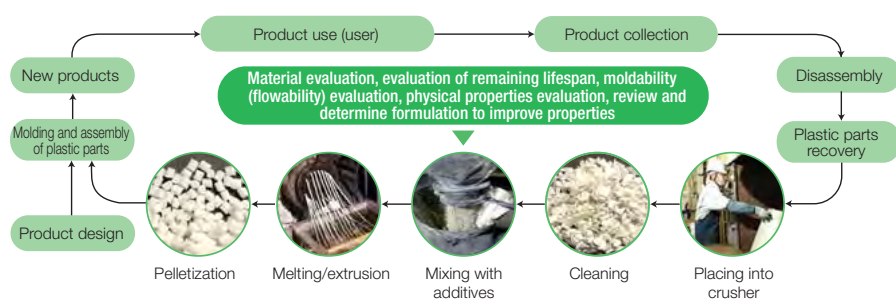 Product use (user)
Product collection
New products
Disassembly
Material evaluation, evaluation of remaining lifespan, moldability
(flowability) evaluation, physical properties evaluation, review and
determine formulation to improve properties
Molding and assembly
of plastic parts
Plastic parts
recovery
Product design
Pelletization
Melting/extrusion
Mixing with
additives
Cleaning
Placing into
crusher